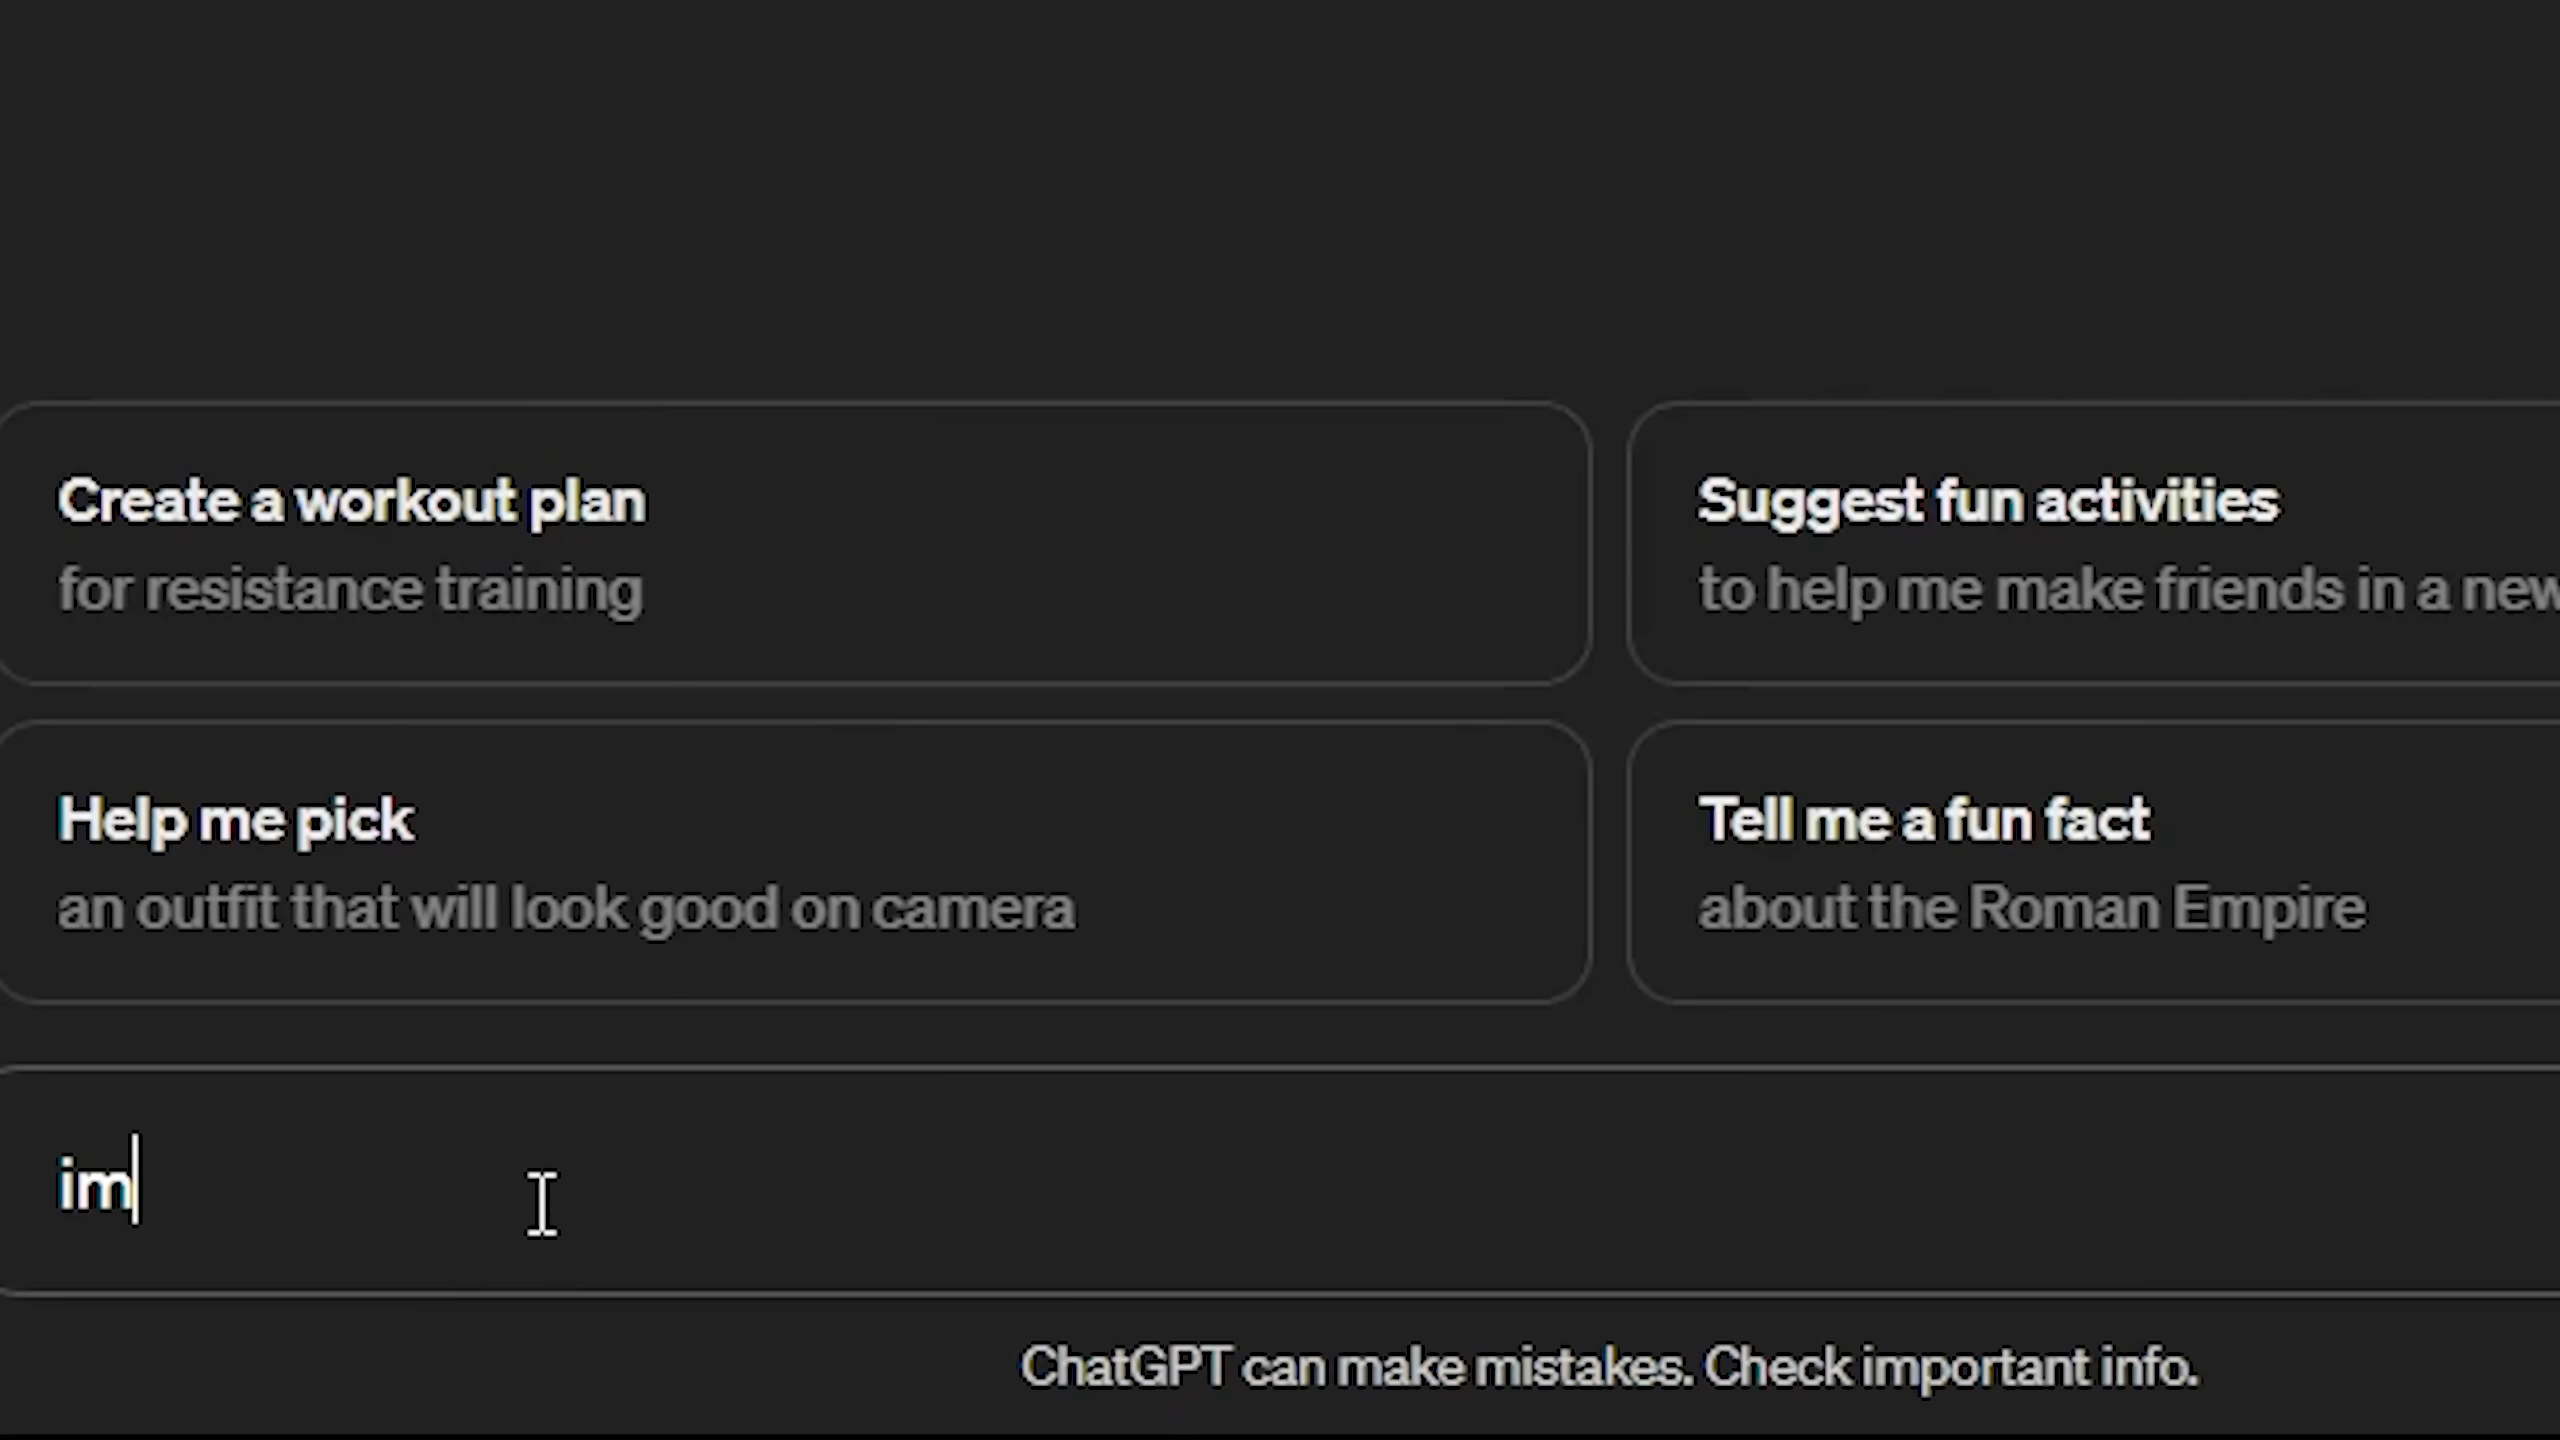 Create a workout plan
for resistance training
Suggest fun activities
to help me make friends in a new
Help me pick
an outfit that will look good on camera
Tell me a fun fact
about the Roman Empire
im
ChatGPT can make mistakes. Check important info.